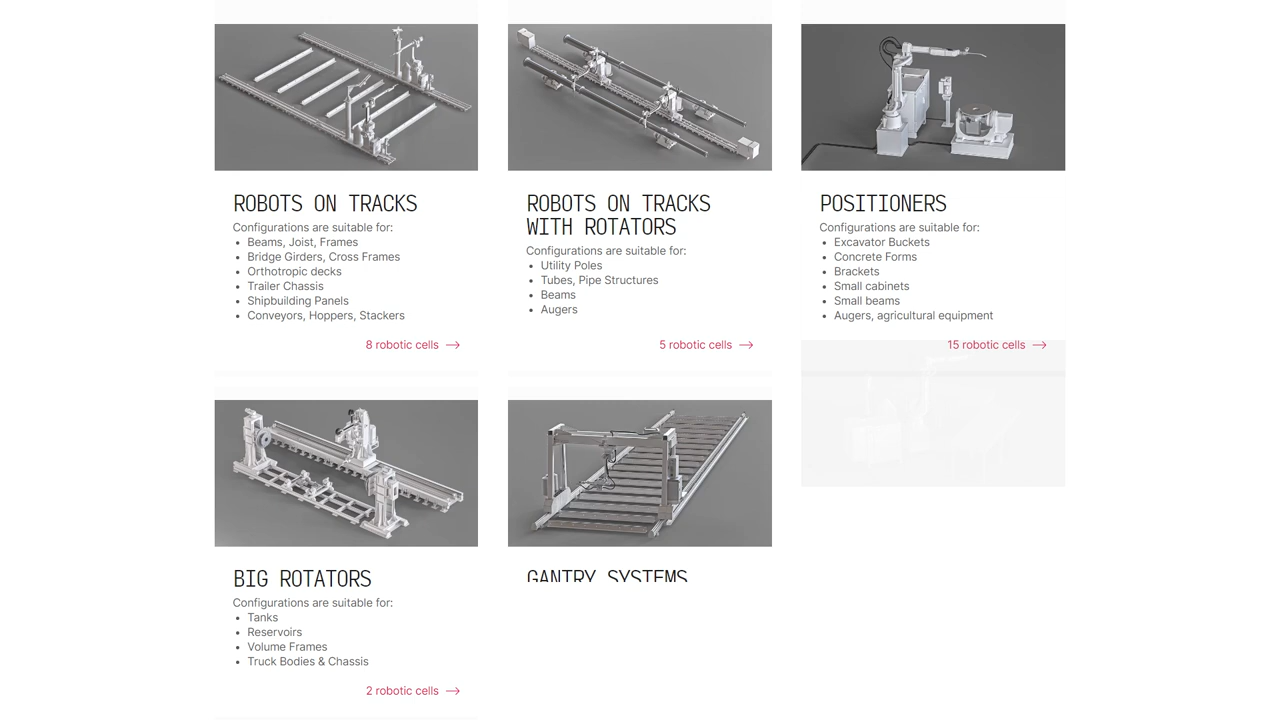 ROBOTS ON TRACKS
Configurations are suitable for:
• Beams, Joist, Frames
• Bridge Girders, Cross Frames
• Orthotropic decks
• Trailer Chassis
• Shipbuilding Panels
• Conveyors, Hoppers, Stackers
8 robotic cells →
ROBOTS ON TRACKS
WITH ROTATORS
Configurations are suitable for:
• Utility Poles
• Tubes, Pipe Structures
• Beams
• Augers
5 robotic cells →
POSITIONERS
Configurations are suitable for:
• Excavator Buckets
• Concrete Forms
• Brackets
• Small cabinets
• Small beams
• Augers, agricultural equipment
15 robotic cells →
BIG ROTATORS
Configurations are suitable for:
• Tanks
• Reservoirs
• Volume Frames
• Truck Bodies & Chassis
2 robotic cells →
GANTRY SYSTEMS